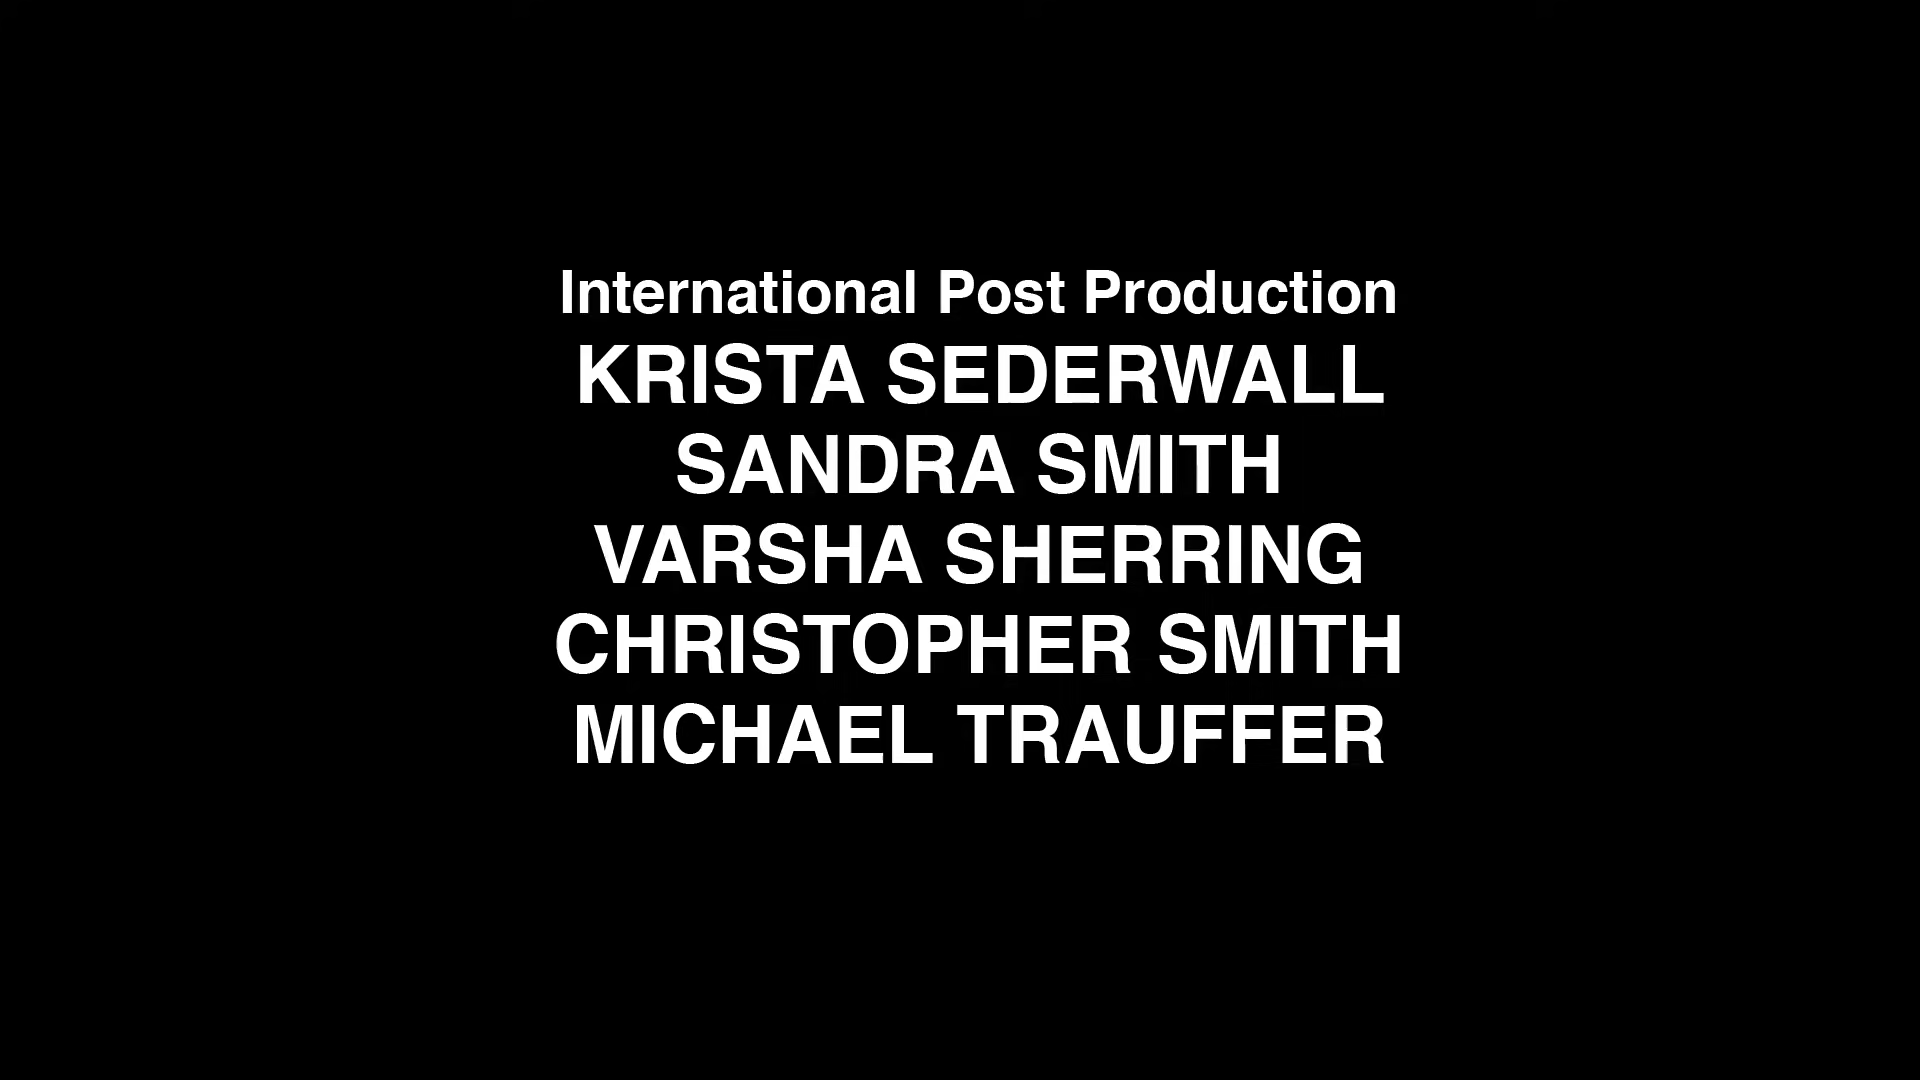 International Post Production
KRISTA SEDERWALL
SANDRA SMITH
VARSHA SHERRING
CHRISTOPHER SMITH
MICHAEL TRAUFFER